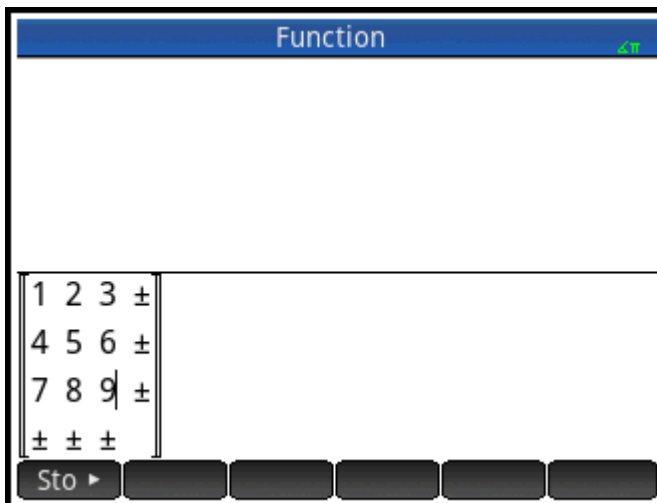 Function
∡π
1 2 3 ±
4 5 6 ±
7 8 9 ±
± ± ±
Sto ►